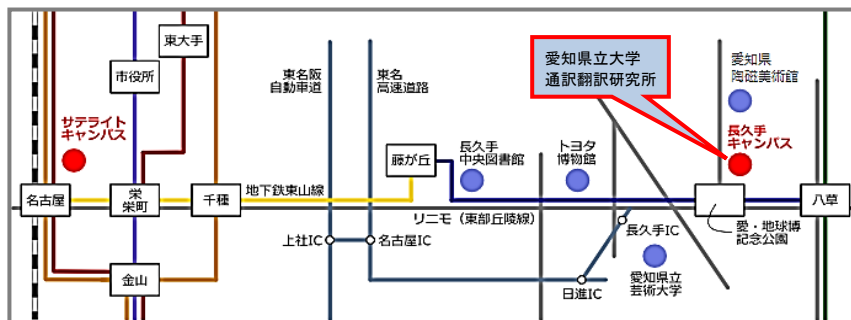 東大手
市役所
東名阪
自動車道
東名
高速道路
愛知県立大学
通訳翻訳研究所
愛知県
陶磁美術館
サテライト
キャンパス
長久手
キャンパス
藤が丘
長久手
中央図書館
トヨタ
博物館
名古屋
栄
栄町
千種
地下鉄東山線
八草
リニモ（東部丘陵線）
愛・地球博
記念公園
上社IC
名古屋IC
長久手IC
金山
日進IC
愛知県立
芸術大学